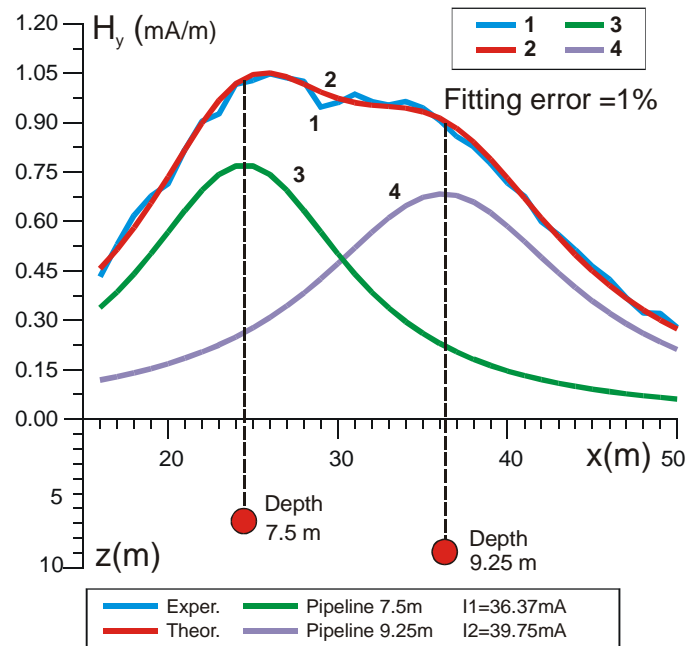 H_y (mA/m)
1 3
2 4
Fitting error =1%
1.20
1.05
0.90
0.75
0.60
0.45
0.30
0.15
0.00
2
1
3
4
20 30 40 50
x(m)
5
10
z(m)
Depth
7.5 m
Depth
9.25 m
Exper. Pipeline 7.5m I1=36.37mA
Theor. Pipeline 9.25m I2=39.75mA